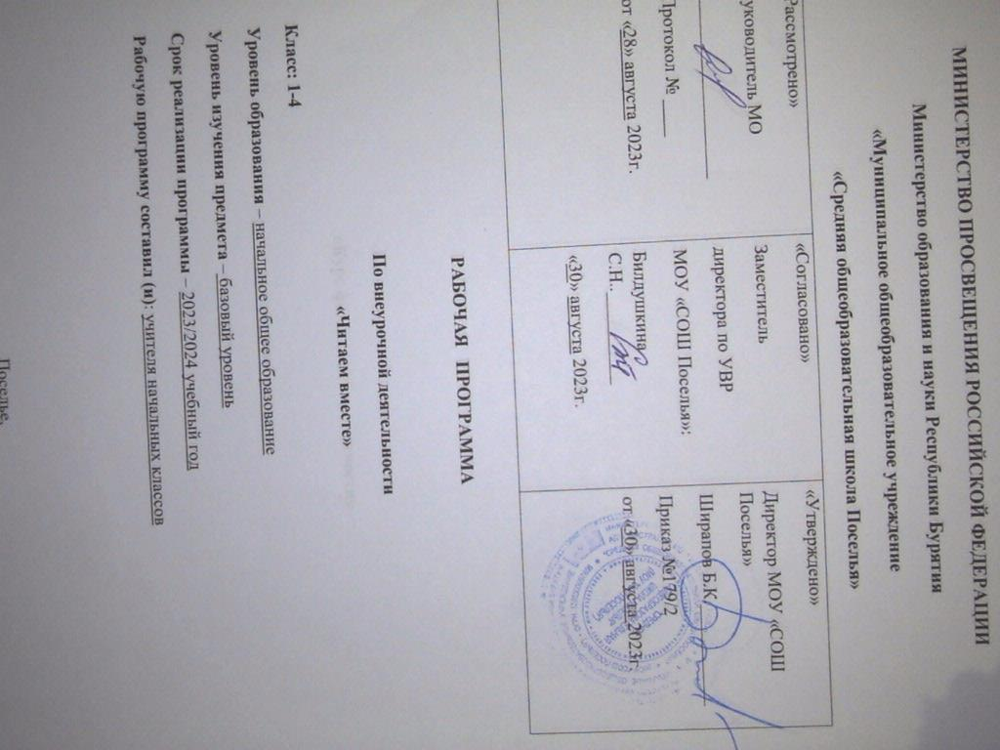 МИНИСТЕРСТВО ПРОСВЕЩЕНИЯ РОССИЙСКОЙ ФЕДЕРАЦИИ
Министерство образования и науки Республики Бурятия
«Муниципальное общеобразовательное учреждение
«Средняя общеобразовательная школа Поселья»
Рассмотрено»
уководитель МО
Протокол № ____
от «28» августа 2023г.
«Согласовано»
Заместитель
директора по УВР
МОУ «СОШ Поселья»:
Билдушкина
С.Н..
«30» августа 2023г.
«Утверждено»
Директор МОУ «СОШ
Поселья»
Ширапов Б.К.
Приказ №179/2
от «30» августа 2023г.
РАБОЧАЯ ПРОГРАММА
По внеурочной деятельности
«Читаем вместе»
Класс: 1-4
Уровень образования – начальное общее образование
Уровень изучения предмета – базовый уровень
Срок реализации программы – 2023/2024 учебный год
Рабочую программу составил (и): учителя начальных классов
Поселье,